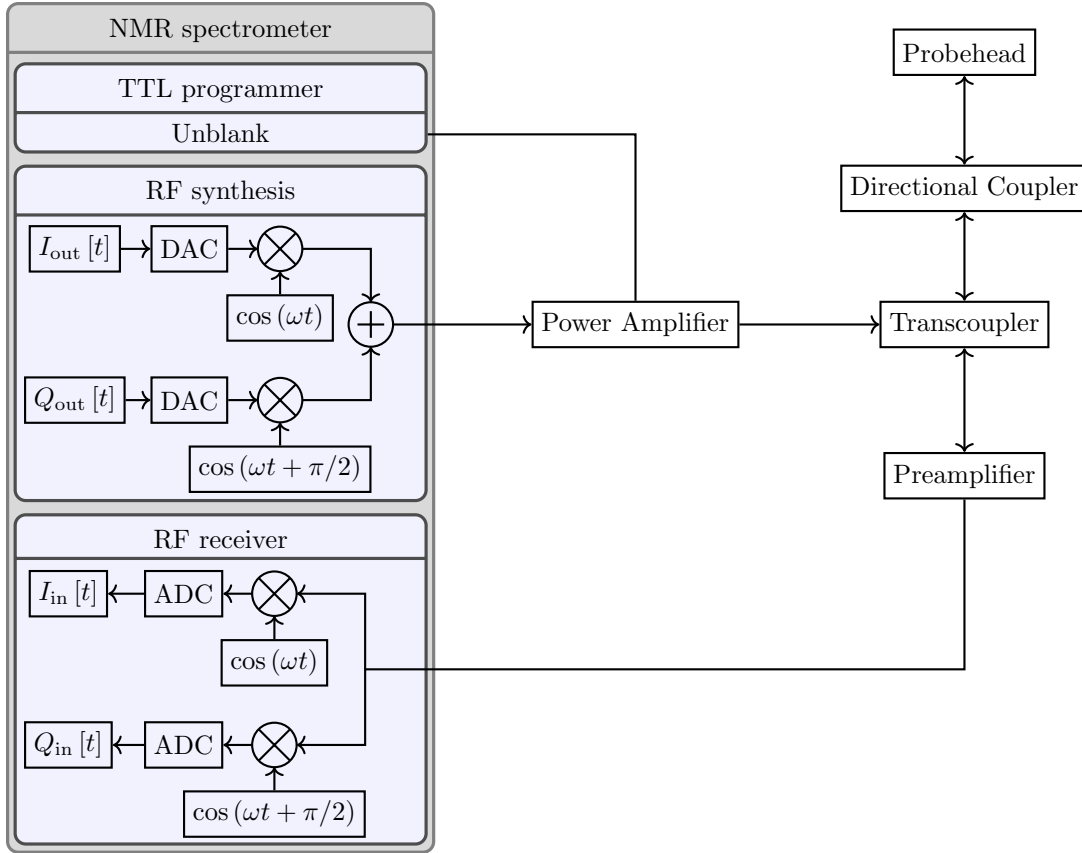 NMR spectrometer
TTL programmer
Unblank
RF synthesis
I_out [t]
DAC
cos (ωt)
Q_out [t]
DAC
cos (ωt + π/2)
RF receiver
I_in [t]
ADC
cos (ωt)
Q_in [t]
ADC
cos (ωt + π/2)
Power Amplifier
Probehead
Directional Coupler
Transcoupler
Preamplifier